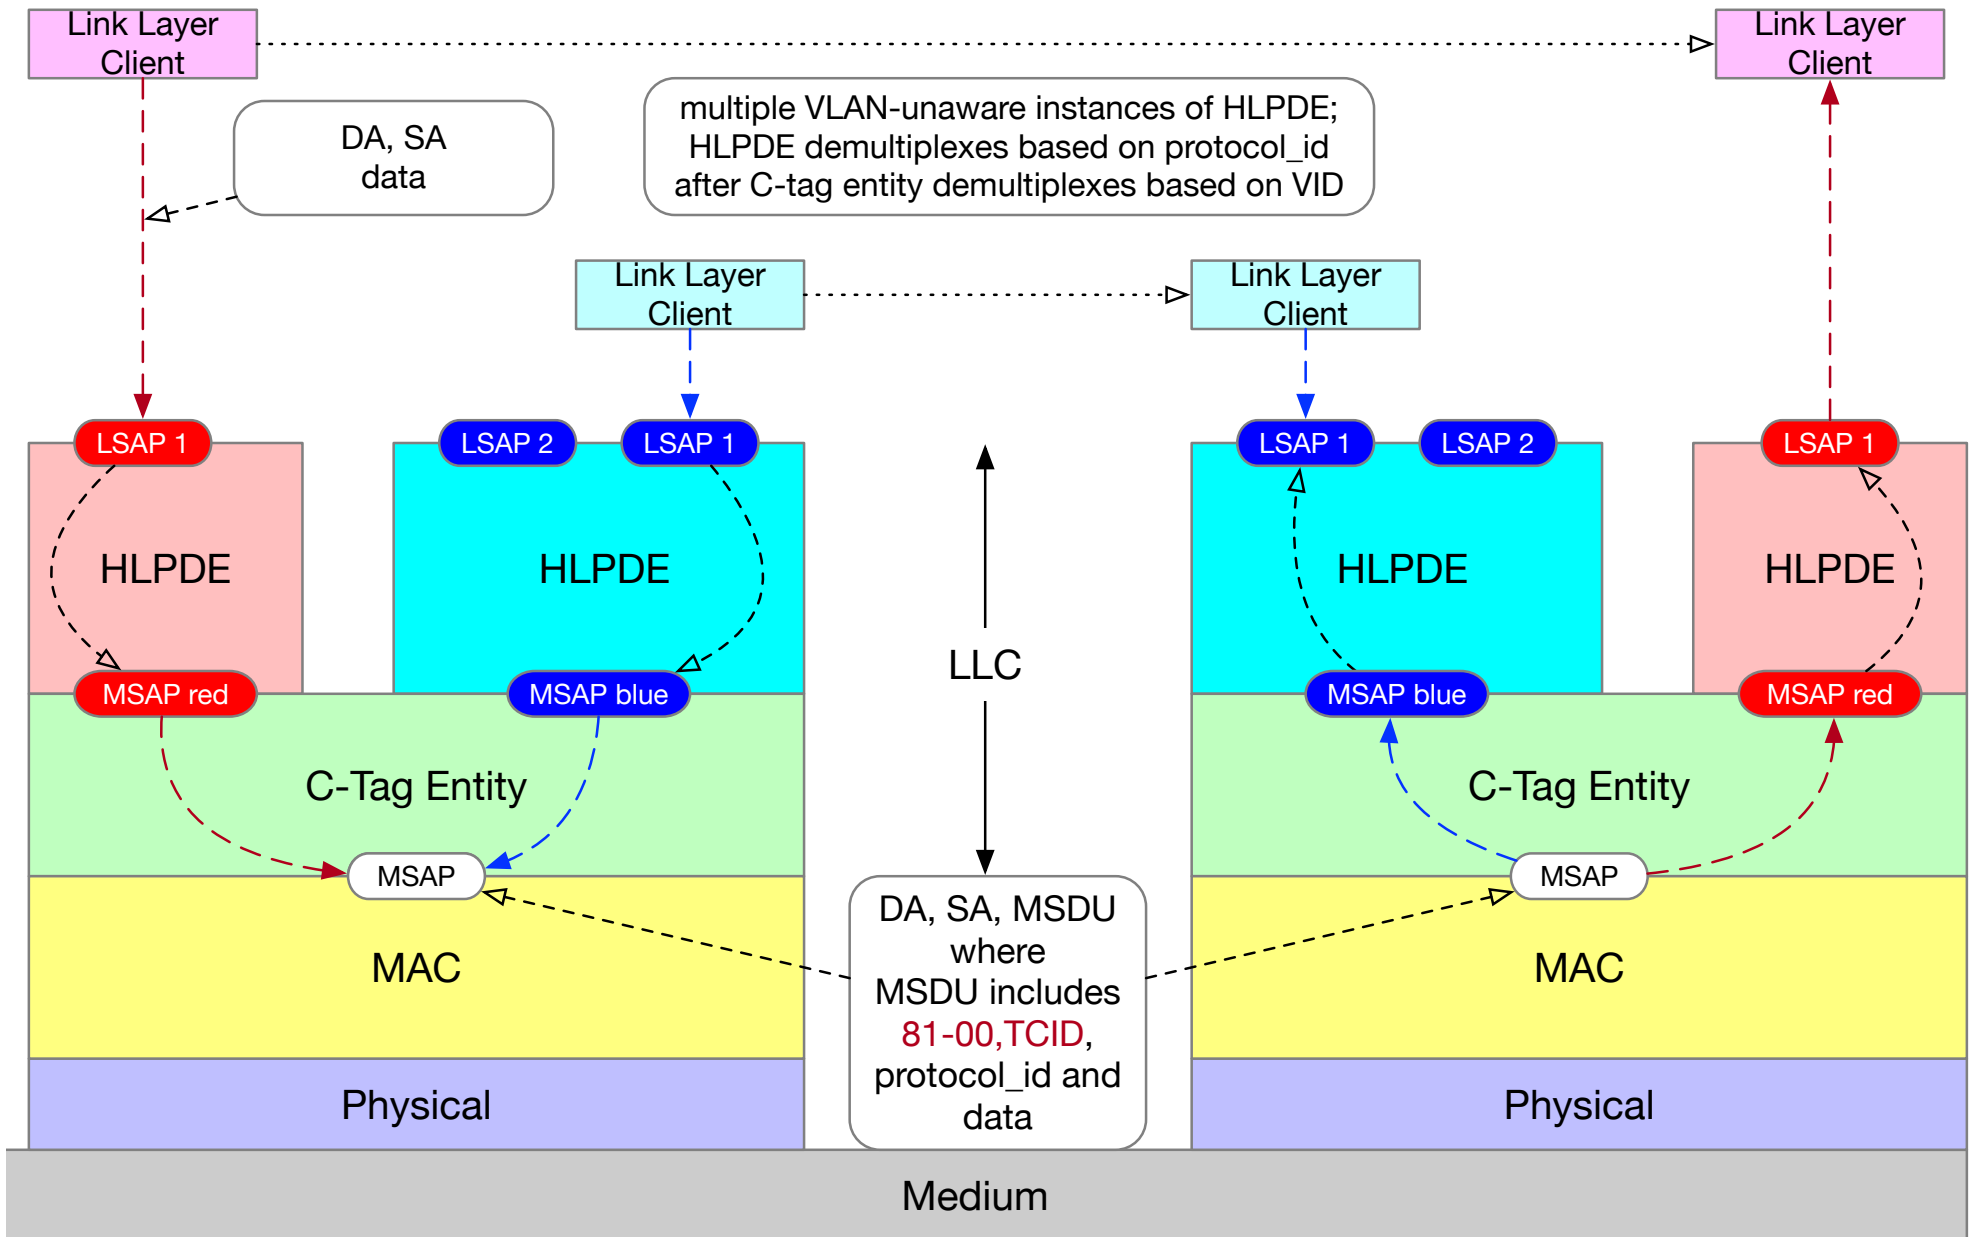 Link Layer
Client
Link Layer
Client
DA, SA
data
multiple VLAN-unaware instances of HLPDE;
HLPDE demultiplexes based on protocol_id
after C-tag entity demultiplexes based on VID
Link Layer
Client
Link Layer
Client
LSAP 1
LSAP 2
LSAP 1
LSAP 1
LSAP 2
LSAP 1
HLPDE
HLPDE
HLPDE
HLPDE
LLC
MSAP red
MSAP blue
MSAP blue
MSAP red
C-Tag Entity
C-Tag Entity
MSAP
MSAP
DA, SA, MSDU
where
MSDU includes
81-00,TCID,
protocol_id and
data
MAC
MAC
Physical
Physical
Medium